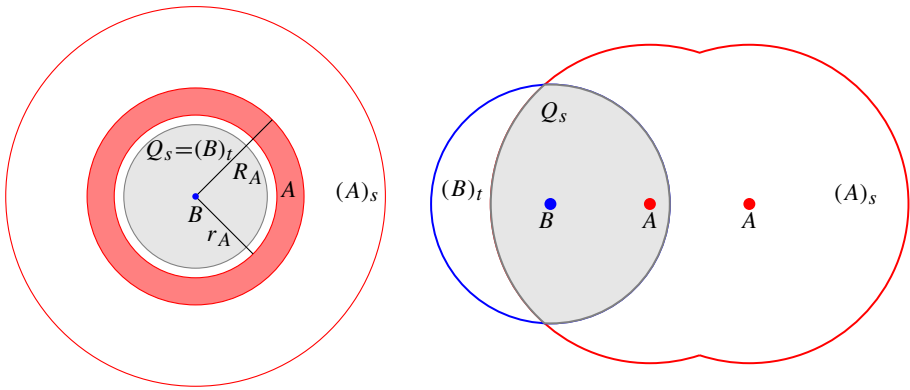 Q_s=(B)_t
R_A
A
(A)_s
B
r_A
Q_s
(B)_t
(A)_s
B
A
A